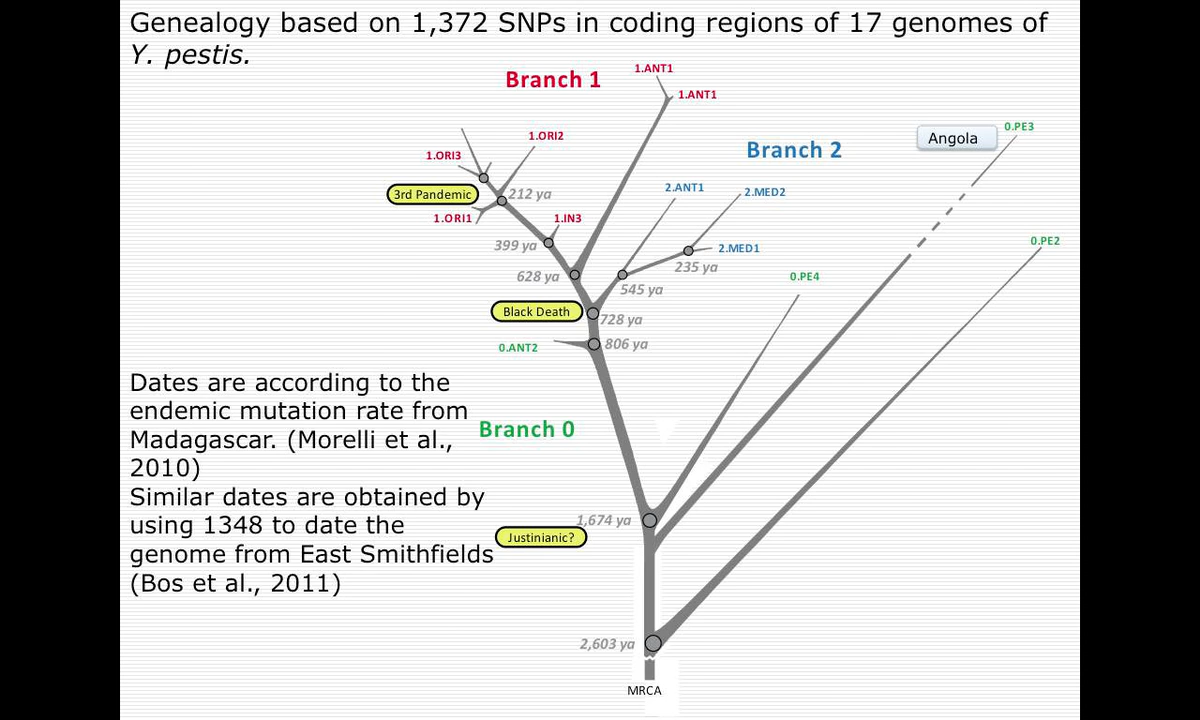 Genealogy based on 1,372 SNPs in coding regions of 17 genomes of
Y. pestis.
Branch 1
1.ANT1
1.ANT1
1.ORI2
1.ORI3
Branch 2
Angola
0.PE3
3rd Pandemic
212 ya
2.ANT1
2.MED2
1.ORI1
1.IN3
399 ya
2.MED1
0.PE2
628 ya
235 ya
0.PE4
545 ya
Black Death
728 ya
0.ANT2
806 ya
Dates are according to the
endemic mutation rate from
Madagascar. (Morelli et al.,
2010)
Similar dates are obtained by
using 1348 to date the
genome from East Smithfields
(Bos et al., 2011)
Branch 0
1,674 ya
Justinianic?
2,603 ya
MRCA